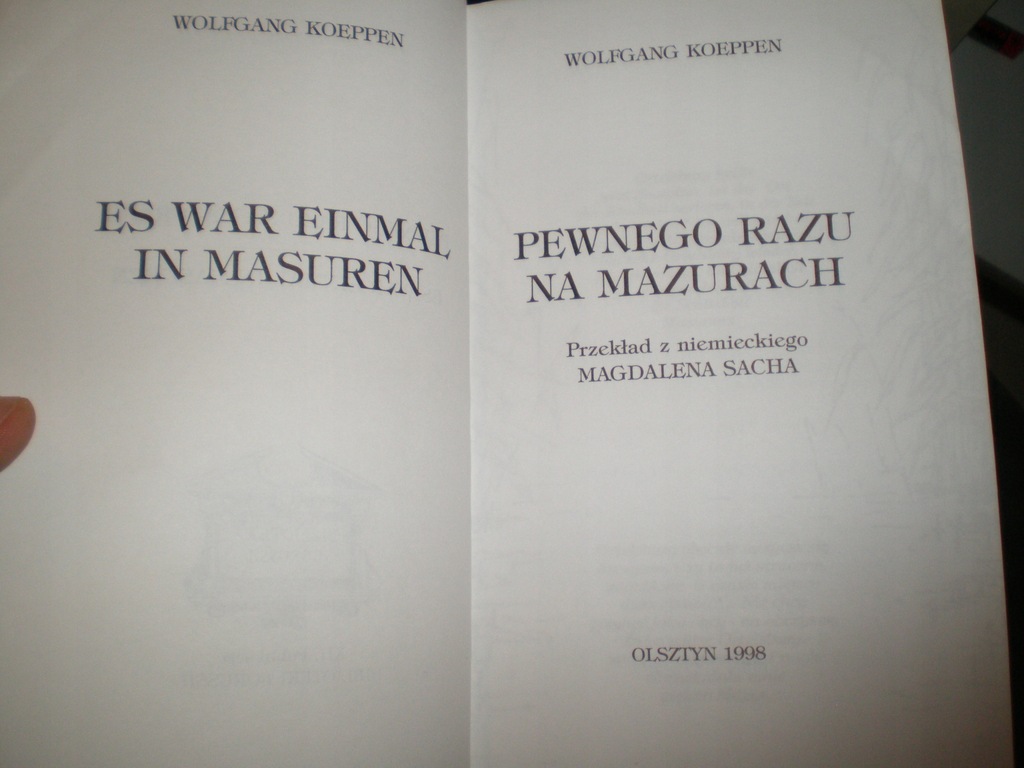 WOLFGANG KOEPPEN
ES WAR EINMAL
IN MASUREN
WOLFGANG KOEPPEN
PEWNEGO RAZU
NA MAZURACH
Przekład z niemieckiego
MAGDALENA SACHA
OLSZTYN 1998